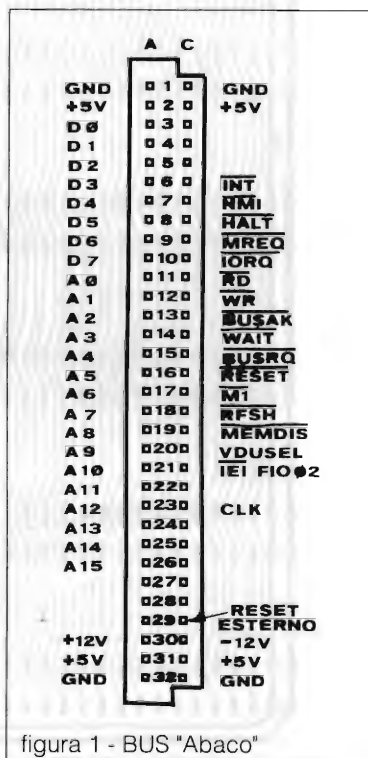 A C
GND 1 GND
+5V 2 +5V
D0 3
D1 4
D2 5
D3 6 INT
D4 7 NMI
D5 8 HALT
D6 9 MREQ
D7 10 IORQ
A0 11 RD
A1 12 WR
A2 13 BUSAK
A3 14 WAIT
A4 15 BUSRQ
A5 16 RESET
A6 17 M1
A7 18 RFSH
A8 19 MEMDIS
A9 20 VDUSEL
A10 21 IEI FIO02
A11 22
A12 23 CLK
A13 24
A14 25
A15 26
27
28
29 RESET ESTERNO
+12V 30 -12V
+5V 31 +5V
GND 32 GND
figura 1 - BUS "Abaco"